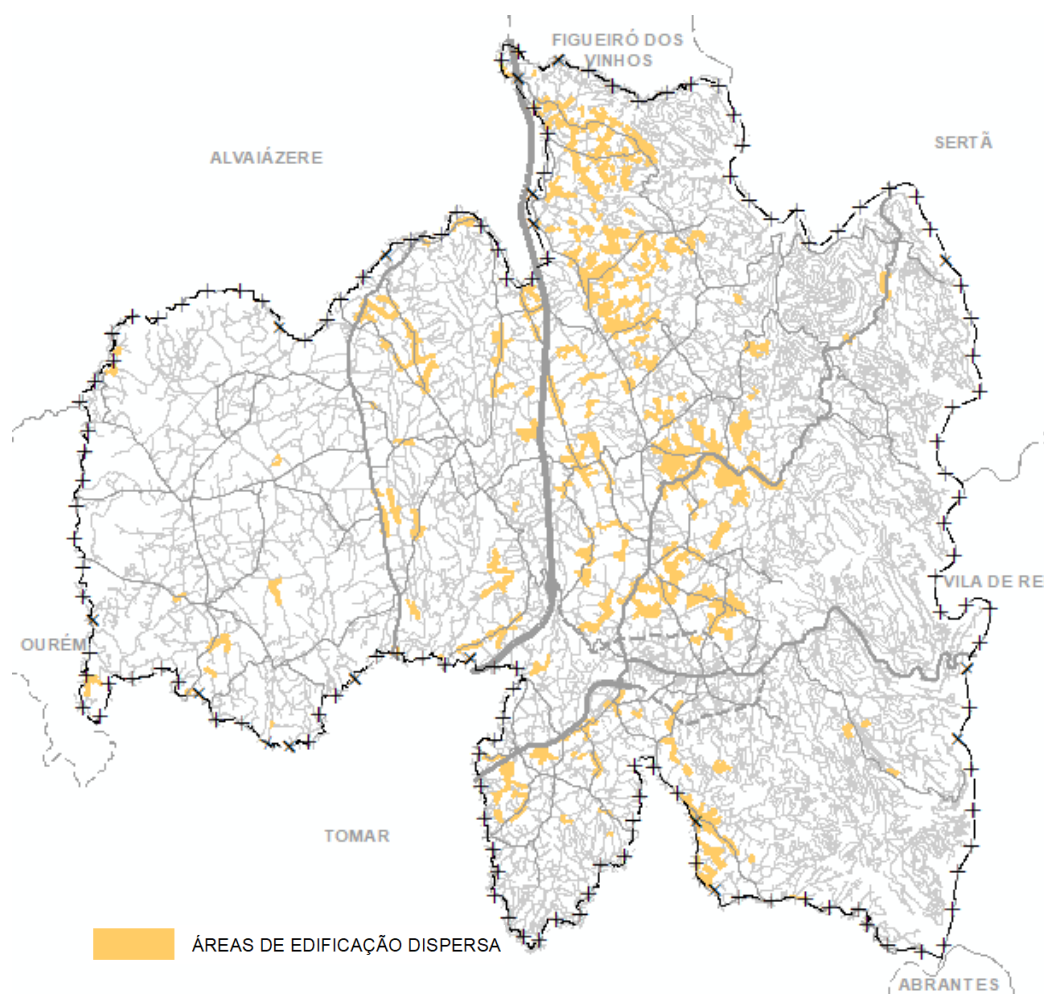 FIGUEIRÓ DOS
VINHOS
SERTÃ
ALVAIÁZERE
VILA DE RE
OURÉM
TOMAR
ÁREAS DE EDIFICAÇÃO DISPERSA
ABRANTES